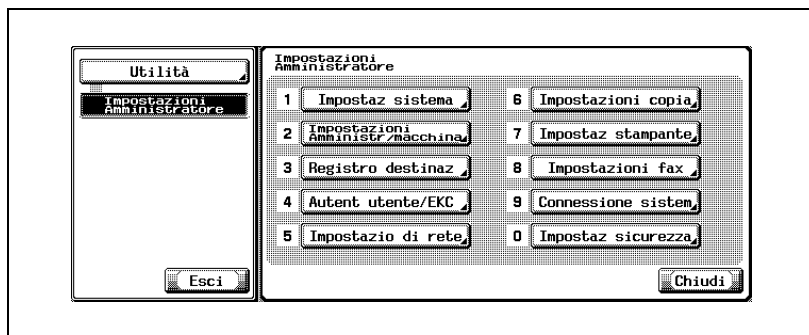 Utilità
Impostazioni
Amministratore
Esci
Impostazioni
Amministratore
1 Impostaz sistema
2 Impostazioni
Amministr/macchina
3 Registro destinaz
4 Autent utente/EKC
5 Impostazio di rete
6 Impostazioni copia
7 Impostaz stampante
8 Impostazioni fax
9 Connessione sistem
0 Impostaz sicurezza
Chiudi